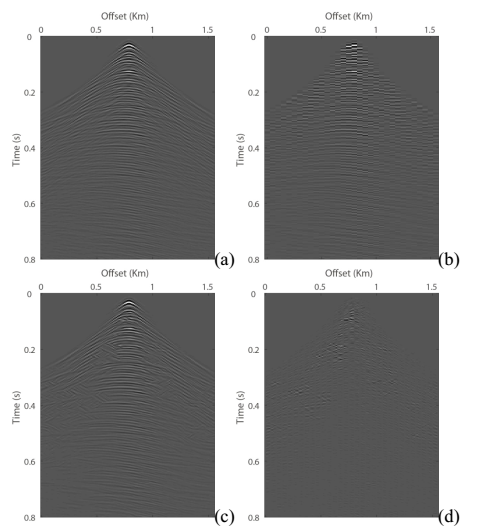 Offset (Km) Offset (Km)
0 0.5 1 1.5 0 0.5 1 1.5
0 0
0.2 0.2
Time (s) Time (s)
0.4 0.4
0.6 0.6
0.8 (a) 0.8 (b)
Offset (Km) Offset (Km)
0 0.5 1 1.5 0 0.5 1 1.5
0 0
0.2 0.2
Time (s) Time (s)
0.4 0.4
0.6 0.6
0.8 (c) 0.8 (d)